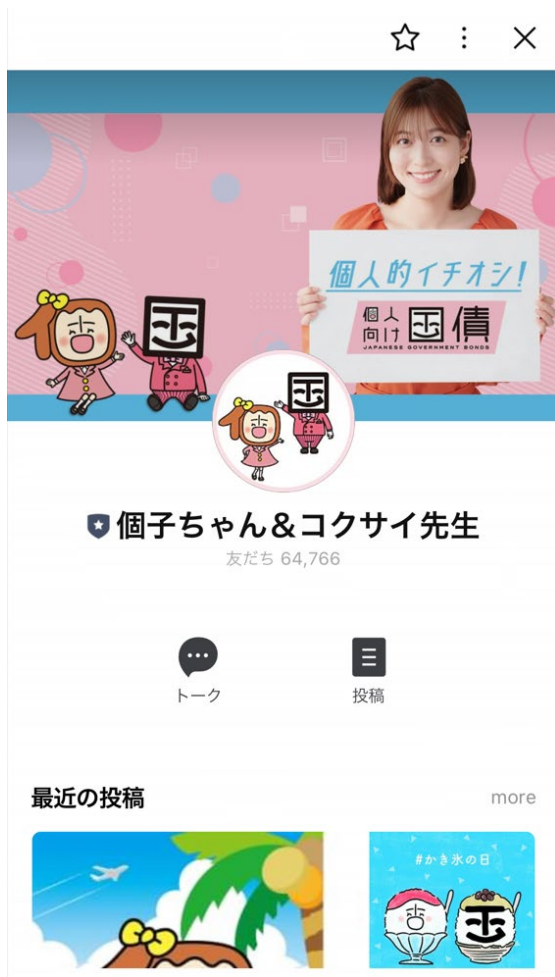 個人的イチオシ!
個人
向け 国債
JAPANESE GOVERNMENT BONDS
個子ちゃん&コクサイ先生
友だち 64,766
トーク
投稿
最近の投稿
more
#かき氷の日